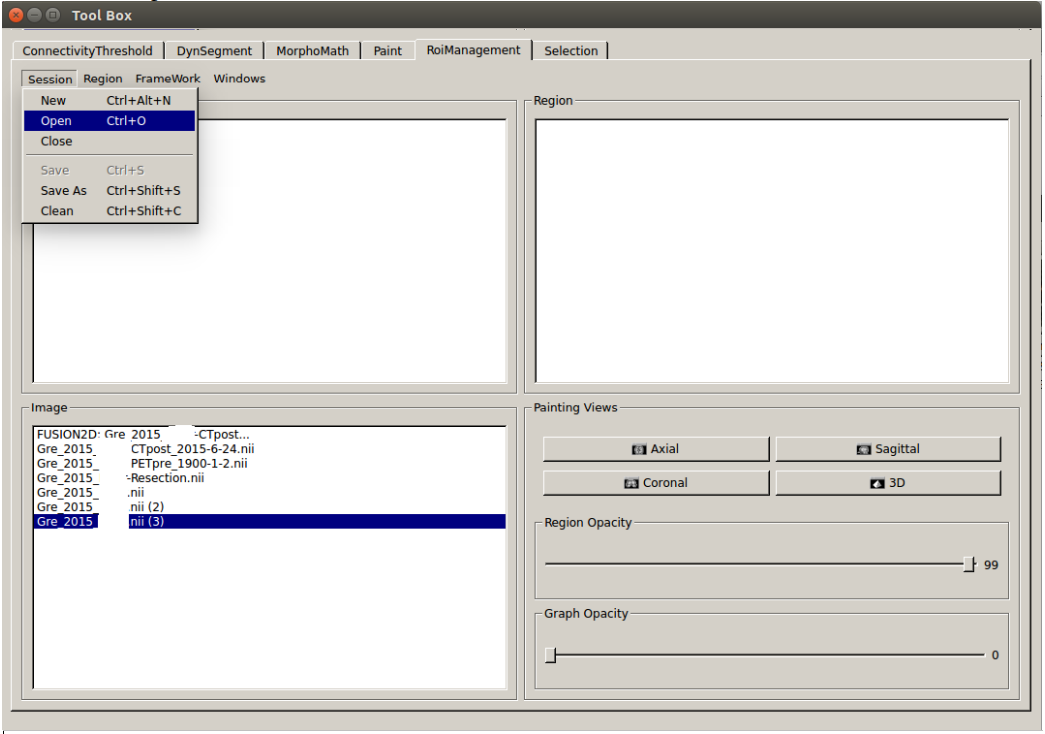 Tool Box
ConnectivityThreshold DynSegment MorphoMath Paint RoiManagement Selection
Session Region FrameWork Windows
New Ctrl+Alt+N
Open Ctrl+O
Close
Save Ctrl+S
Save As Ctrl+Shift+S
Clean Ctrl+Shift+C
Region
Image
FUSION2D: Gre_2015_ -CTpost...
Gre_2015_ CTpost_2015-6-24.nii
Gre_2015_ PETpre_1900-1-2.nii
Gre_2015_ -Resection.nii
Gre_2015_ .nii
Gre_2015_ .nii (2)
Gre_2015_ .nii (3)
Painting Views
Axial Sagittal
Coronal 3D
Region Opacity
99
Graph Opacity
0